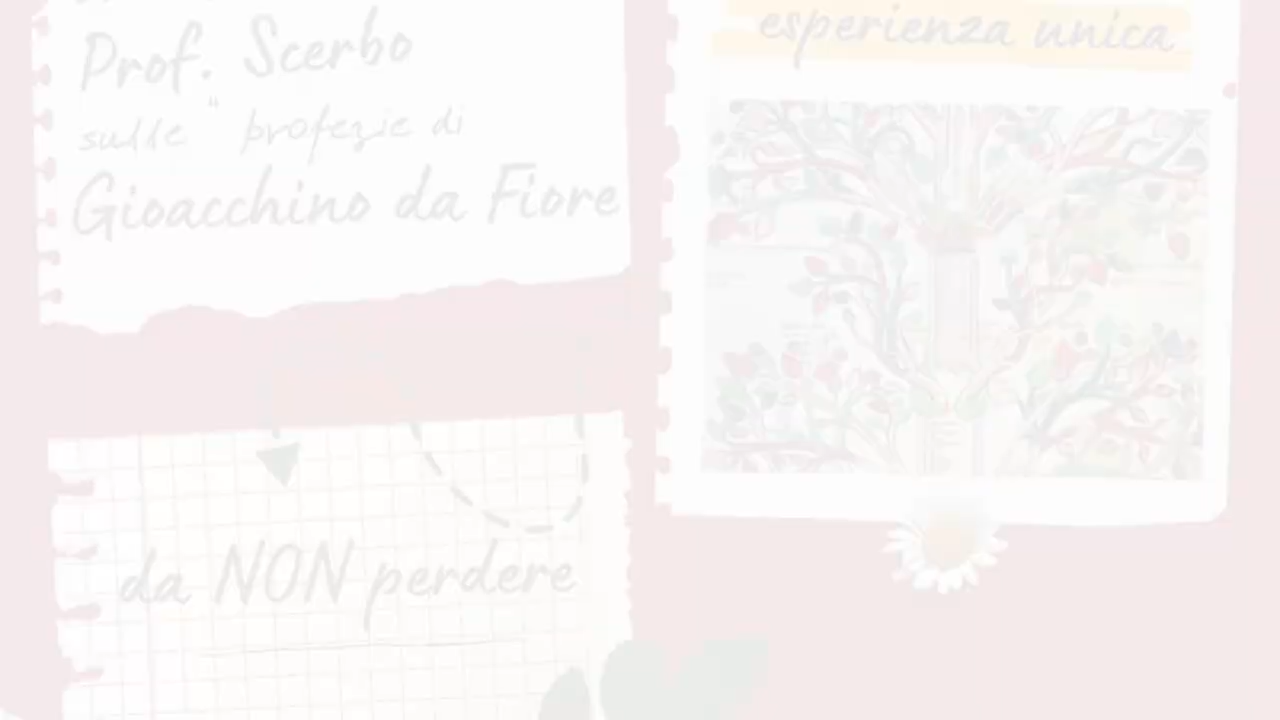 Prof. Scerbo
sulle " profezie di
Gioacchino da Fiore
da NON perdere
esperienza unica